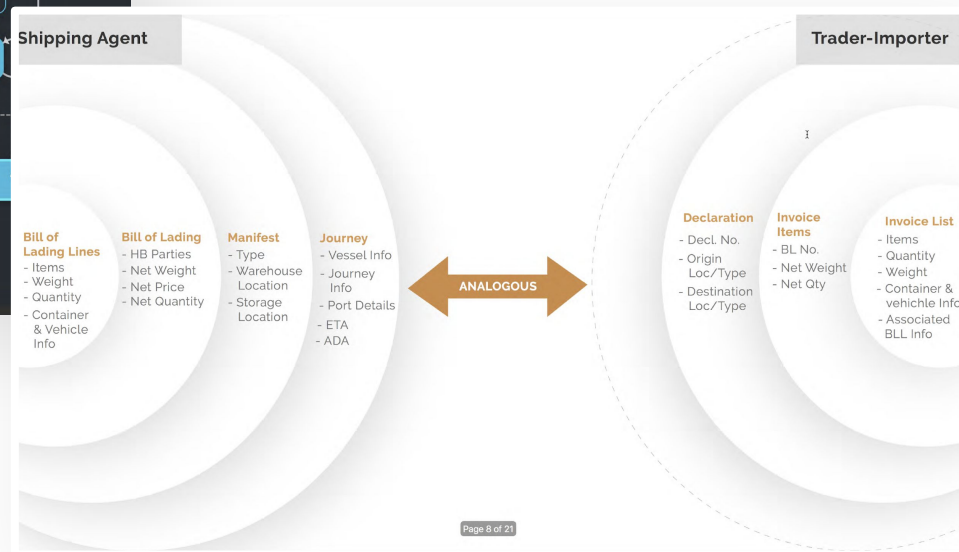 Shipping Agent
Trader-Importer
Bill of
Lading Lines
- Items
- Weight
- Quantity
- Container
& Vehicle
Info
Bill of Lading
- HB Parties
- Net Weight
- Net Price
- Net Quantity
Manifest
- Type
- Warehouse
Location
- Storage
Location
Journey
- Vessel Info
- Journey
Info
- Port Details
- ETA
- ADA
ANALOGOUS
Declaration
- Decl. No.
- Origin
Loc/Type
- Destination
Loc/Type
Invoice
Items
- BL No.
- Net Weight
- Net Qty
Invoice List
- Items
- Quantity
- Weight
- Container &
vehichle Info
- Associated
BLL Info
Page 8 of 21